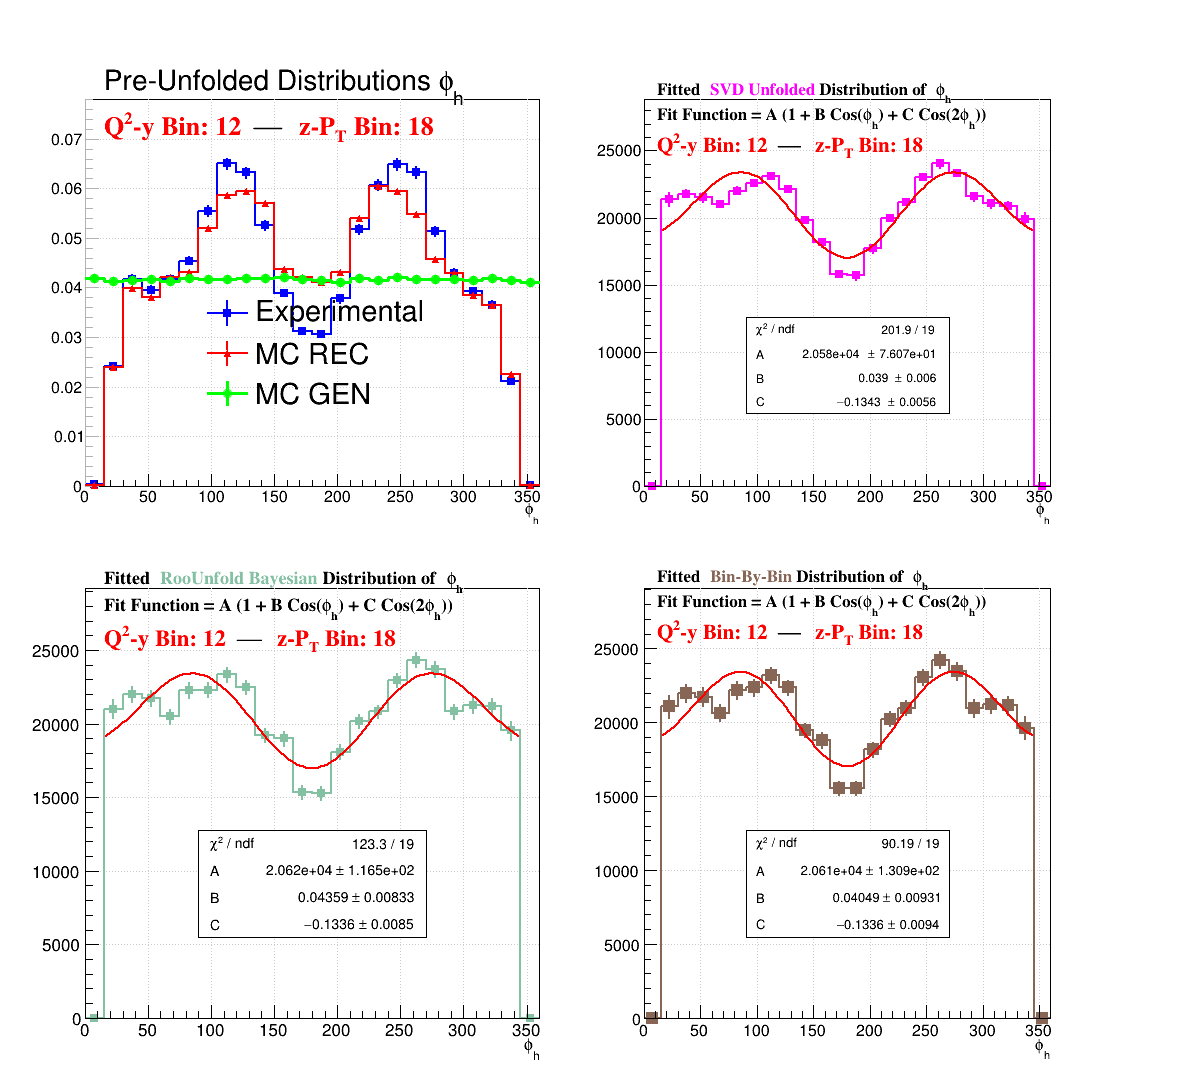 Pre-Unfolded Distributions ϕh
Q2-y Bin: 12 — z-PT Bin: 18
0.07
0.06
0.05
0.04
0.03
0.02
0.01
0
Experimental
MC REC
MC GEN
0 50 100 150 200 250 300 350
ϕh
Fitted SVD Unfolded Distribution of ϕh
Fit Function = A (1 + B Cos(ϕh) + C Cos(2ϕh))
Q2-y Bin: 12 — z-PT Bin: 18
25000
20000
15000
10000
5000
0
χ2 / ndf 201.9 / 19
A 2.058e+04 ± 7.607e+01
B 0.039 ± 0.006
C −0.1343 ± 0.0056
0 50 100 150 200 250 300 350
ϕh
Fitted RooUnfold Bayesian Distribution of ϕh
Fit Function = A (1 + B Cos(ϕh) + C Cos(2ϕh))
Q2-y Bin: 12 — z-PT Bin: 18
25000
20000
15000
10000
5000
0
χ2 / ndf 123.3 / 19
A 2.062e+04 ± 1.165e+02
B 0.04359 ± 0.00833
C −0.1336 ± 0.0085
0 50 100 150 200 250 300 350
ϕh
Fitted Bin-By-Bin Distribution of ϕh
Fit Function = A (1 + B Cos(ϕh) + C Cos(2ϕh))
Q2-y Bin: 12 — z-PT Bin: 18
25000
20000
15000
10000
5000
0
χ2 / ndf 90.19 / 19
A 2.061e+04 ± 1.309e+02
B 0.04049 ± 0.00931
C −0.1336 ± 0.0094
0 50 100 150 200 250 300 350
ϕh